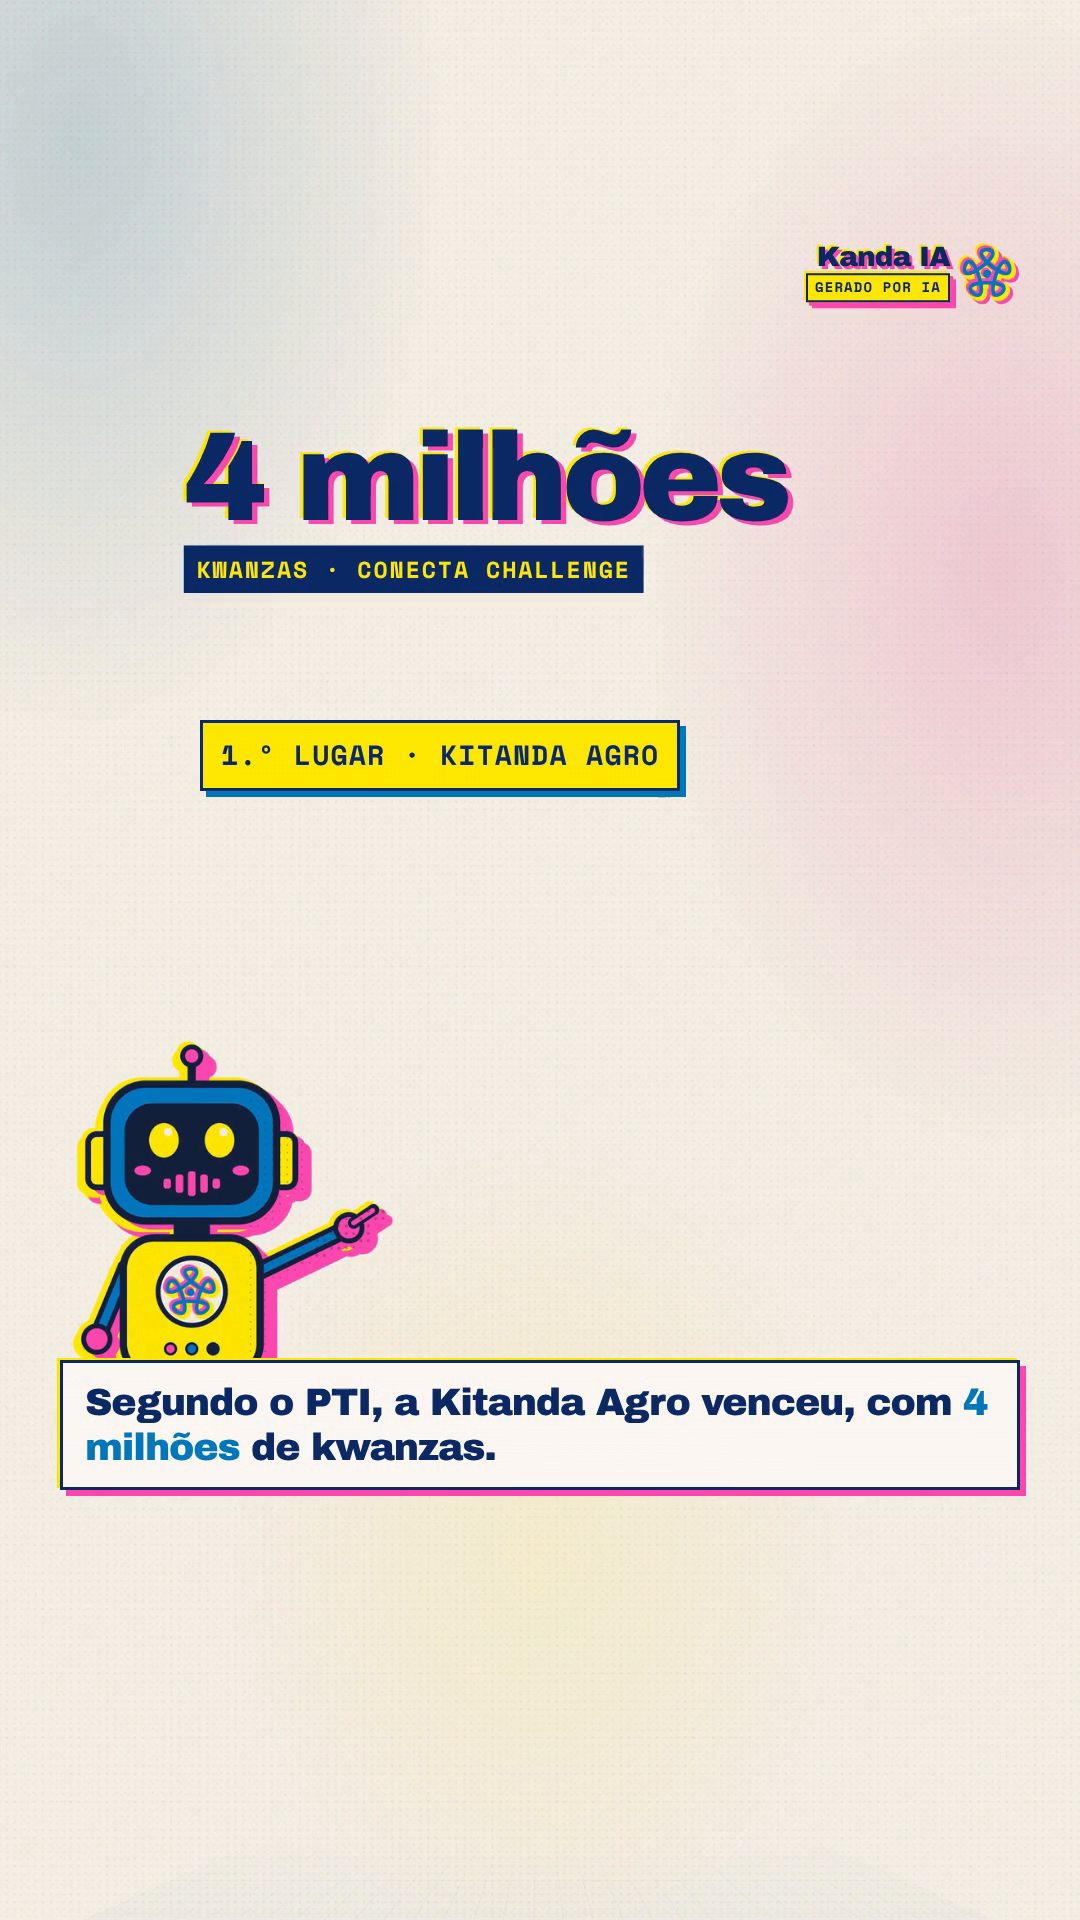 Kanda IA
GERADO POR IA
4 milhões
KWANZAS · CONECTA CHALLENGE
1.º LUGAR · KITANDA AGRO
Segundo o PTI, a Kitanda Agro venceu, com 4
milhões de kwanzas.